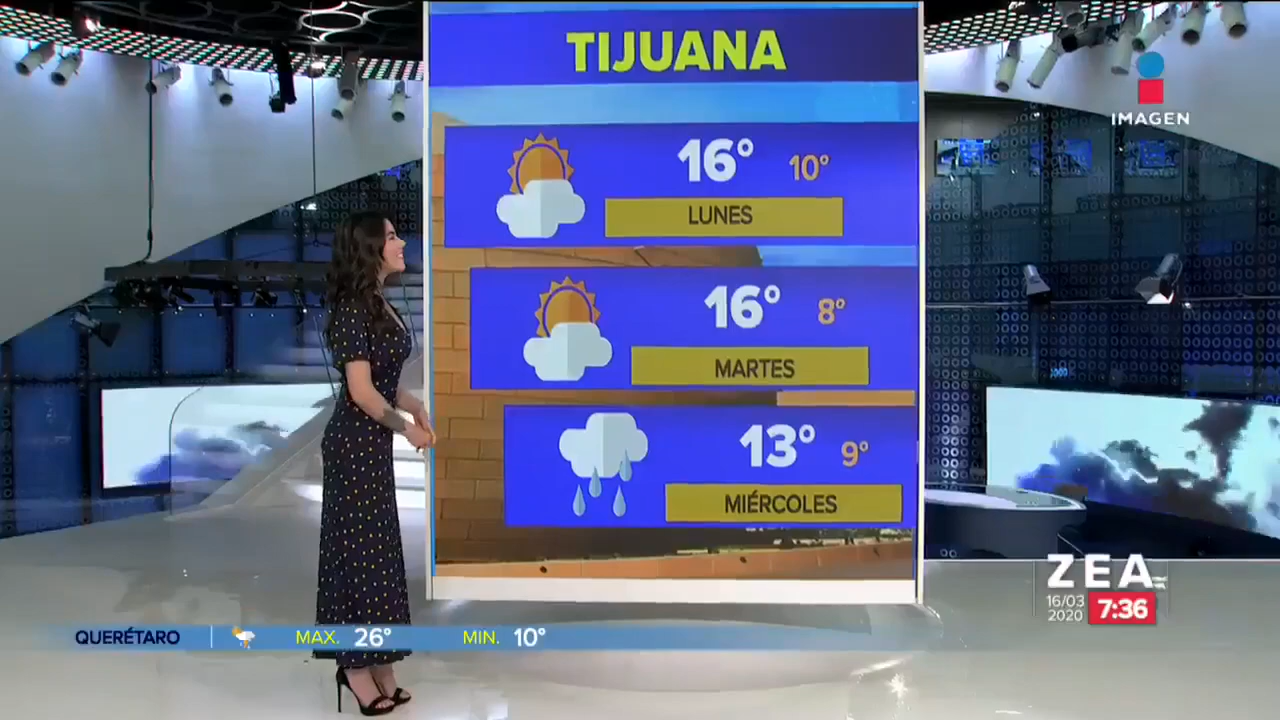 TIJUANA
IMAGEN
16° 10°
LUNES
16° 8°
MARTES
13° 9°
MIÉRCOLES
ZEA
16/03
2020
7:36
QUERÉTARO MAX. 26° MIN. 10°